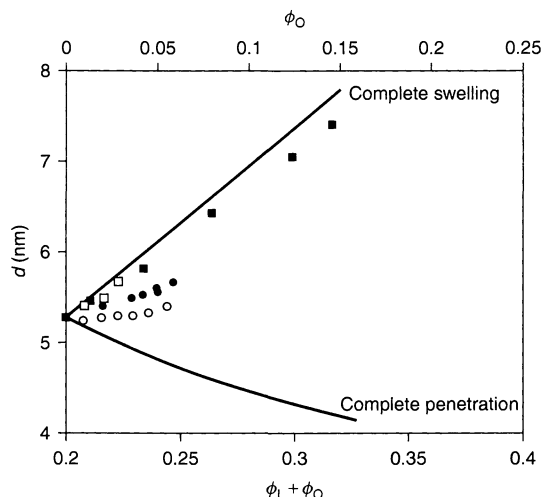 ϕO
0 0.05 0.1 0.15 0.2 0.25
8
Complete swelling
7
d (nm)
6
5
Complete penetration
4
0.2 0.25 0.3 0.35 0.4
ϕL + ϕO